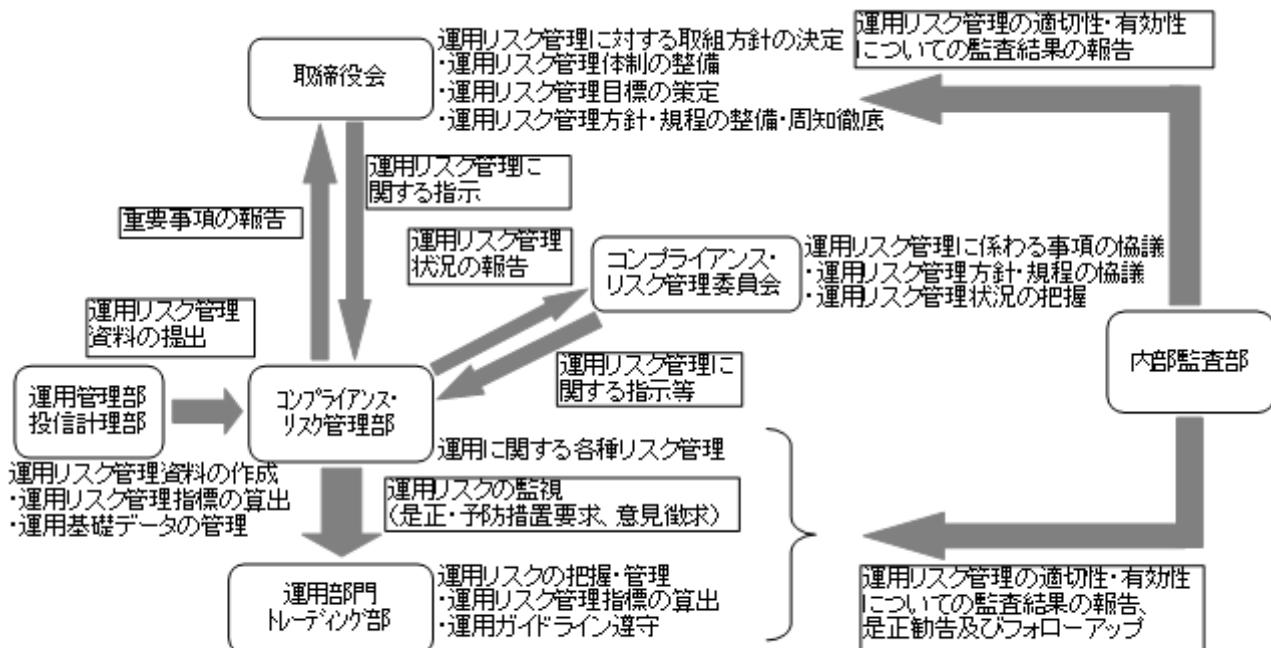 運用リスク管理に対する取組方針の決定
・運用リスク管理体制の整備
・運用リスク管理目標の策定
・運用リスク管理方針・規程の整備・周知徹底
取締役会
運用リスク管理の適切性・有効性
についての監査結果の報告
運用リスク管理に
関する指示
重要事項の報告
運用リスク管理
状況の報告
コンプライアンス・
リスク管理委員会
運用リスク管理に係わる事項の協議
・運用リスク管理方針・規程の協議
・運用リスク管理状況の把握
運用リスク管理
資料の提出
運用リスク管理に
関する指示等
内部監査部
運用管理部
投信計理部
コンプライアンス・
リスク管理部
運用に関する各種リスク管理
運用リスク管理資料の作成
・運用リスク管理指標の算出
・運用基礎データの管理
運用リスクの監視
(是正・予防措置要求、意見徴求)
運用部門
トレーディング部
運用リスクの把握・管理
・運用リスク管理指標の算出
・運用ガイドライン遵守
運用リスク管理の適切性・有効性
についての監査結果の報告、
是正勧告及びフォローアップ